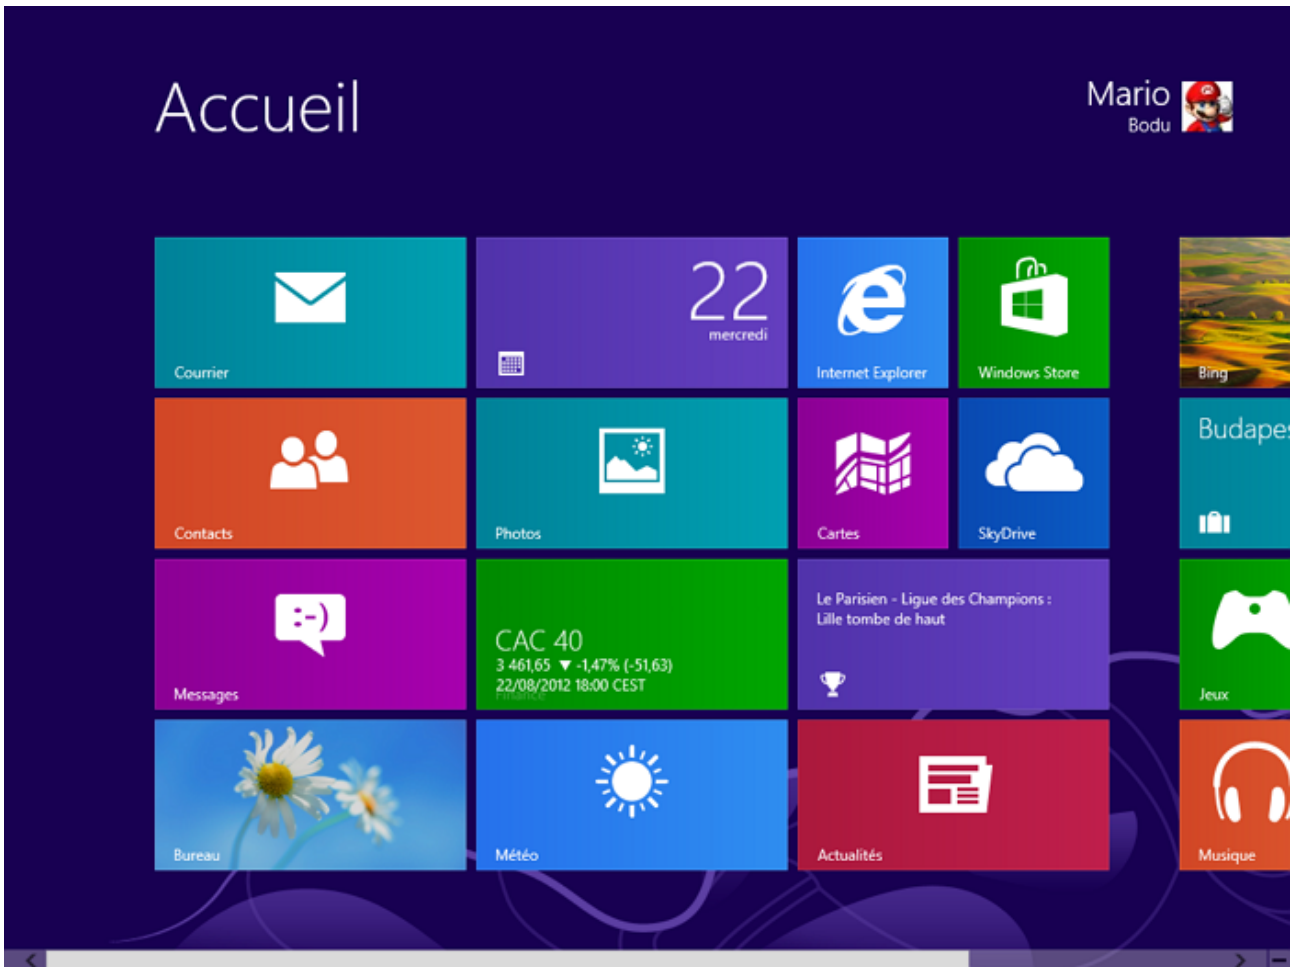 Accueil
Mario
Bodu
Courrier
22
mercredi
Internet Explorer
Windows Store
Bing
Contacts
Photos
Cartes
SkyDrive
Budapes
Messages
CAC 40
3 461,65 ▼ -1,47% (-51,63)
22/08/2012 18:00 CEST
Finance
Le Parisien - Ligue des Champions :
Lille tombe de haut
Jeux
Bureau
Météo
Actualités
Musique